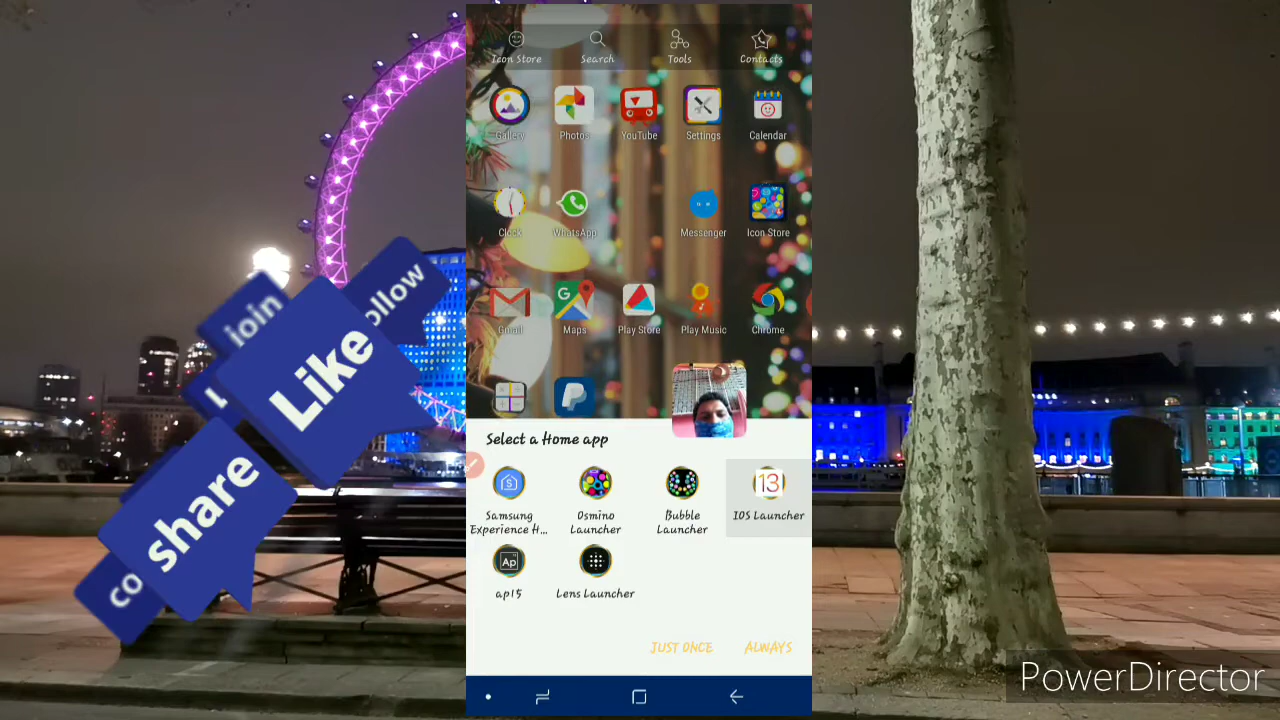 Icon Store
Search
Tools
Contacts
Gallery
Photos
YouTube
Settings
Calendar
Clock
WhatsApp
Messenger
Icon Store
Gmail
Maps
Play Store
Play Music
Chrome
join
ollow
Like
share
co
Select a Home app
13
Samsung Experience H...
Osmino Launcher
Bubble Launcher
IOS Launcher
Ap
ap15
Lens Launcher
JUST ONCE
ALWAYS
PowerDirector